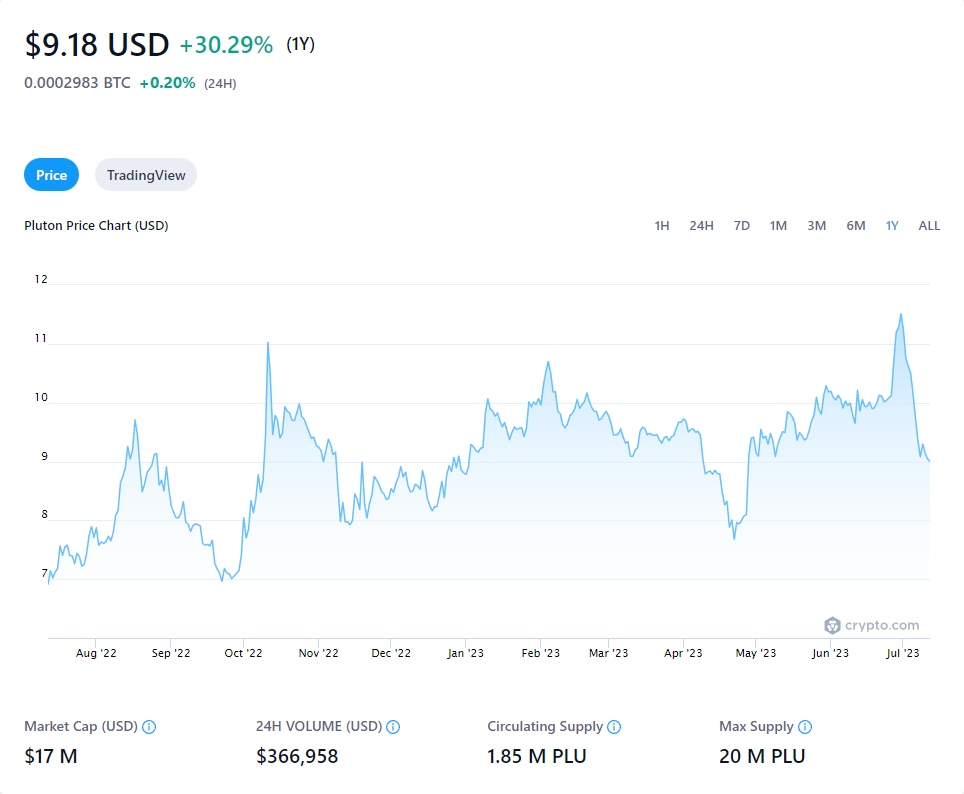 $9.18 USD +30.29% (1Y)
0.0002983 BTC +0.20% (24H)
Price TradingView
Pluton Price Chart (USD) 1H 24H 7D 1M 3M 6M 1Y ALL
12
11
10
9
8
7
crypto.com
Aug '22 Sep '22 Oct '22 Nov '22 Dec '22 Jan '23 Feb '23 Mar '23 Apr '23 May '23 Jun '23 Jul '23
Market Cap (USD) 24H VOLUME (USD) Circulating Supply Max Supply
$17 M $366,958 1.85 M PLU 20 M PLU